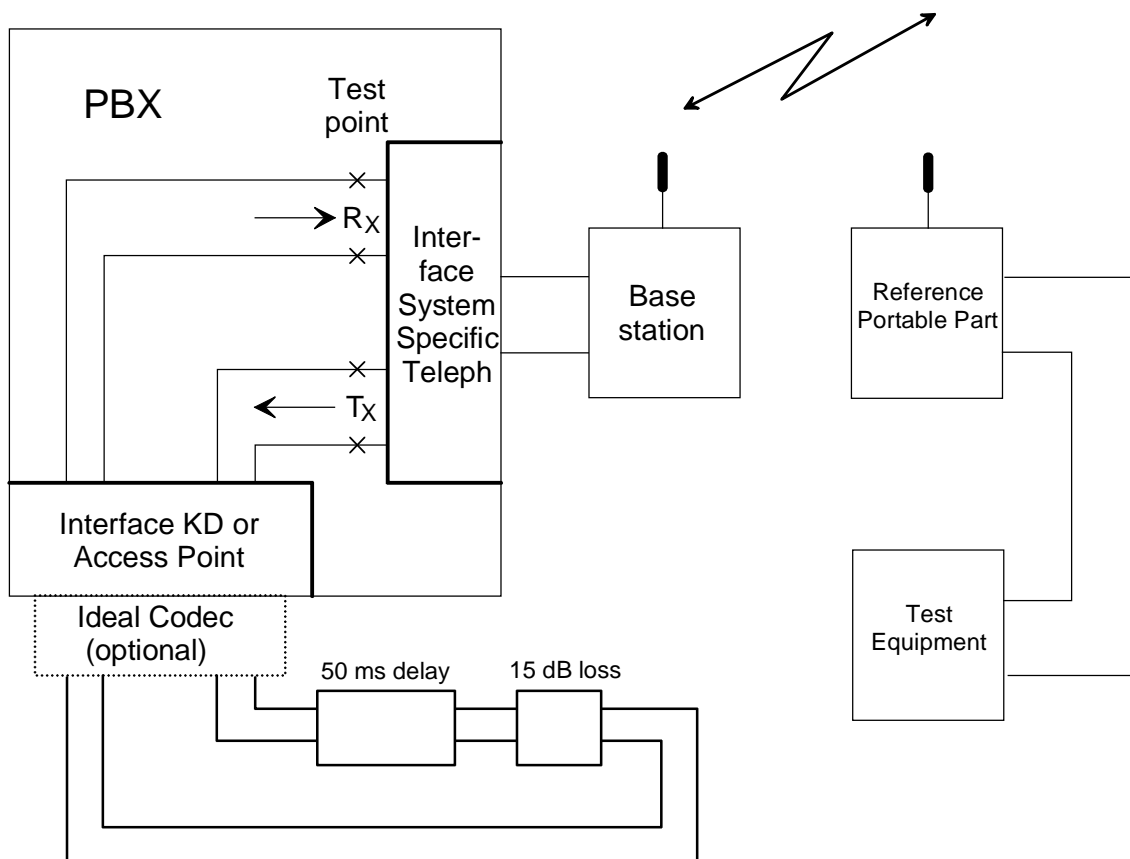 PBX
Test
point
RX
TX
Inter-
face
System
Specific
Teleph
Base
station
Reference
Portable Part
Interface KD or
Access Point
Ideal Codec
(optional)
50 ms delay
15 dB loss
Test
Equipment